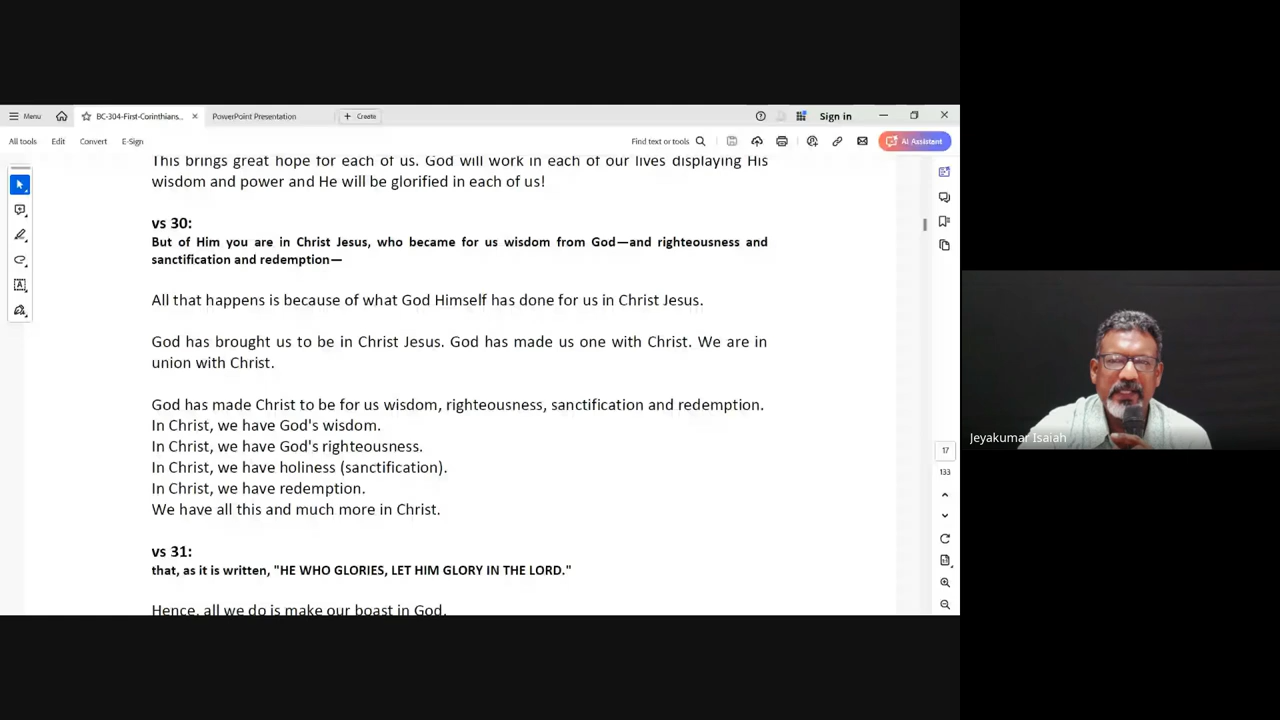 Menu
BC-304-First-Corinthians...
PowerPoint Presentation
Create
Sign in
All tools
Edit
Convert
E-Sign
Find text or tools
AI Assistant
This brings great hope for each of us. God will work in each of our lives displaying His
wisdom and power and He will be glorified in each of us!
vs 30:
But of Him you are in Christ Jesus, who became for us wisdom from God—and righteousness and
sanctification and redemption—
All that happens is because of what God Himself has done for us in Christ Jesus.
God has brought us to be in Christ Jesus. God has made us one with Christ. We are in
union with Christ.
God has made Christ to be for us wisdom, righteousness, sanctification and redemption.
In Christ, we have God's wisdom.
In Christ, we have God's righteousness.
In Christ, we have holiness (sanctification).
In Christ, we have redemption.
We have all this and much more in Christ.
vs 31:
that, as it is written, "HE WHO GLORIES, LET HIM GLORY IN THE LORD."
Hence, all we do is make our boast in God.
17
133
Jeyakumar Isaiah